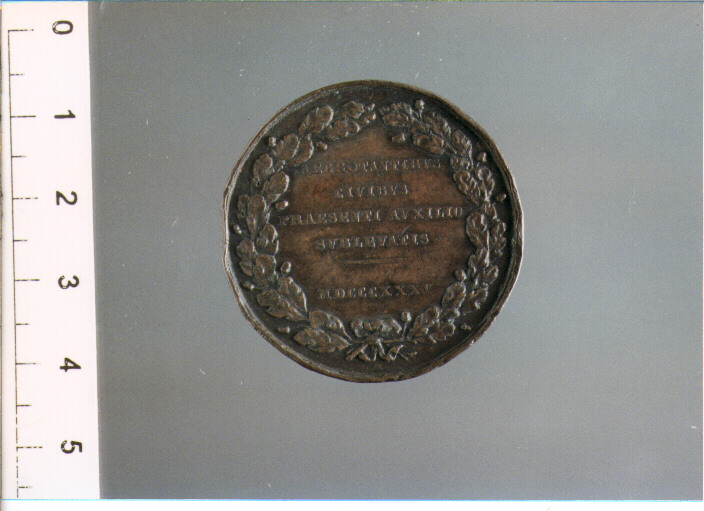 0
1
2
3
4
5
AEGROTANTIBVS
CIVIBVS
PRAESENTI AVXILIO
SVBLEVATIS
MDCCCXXXV